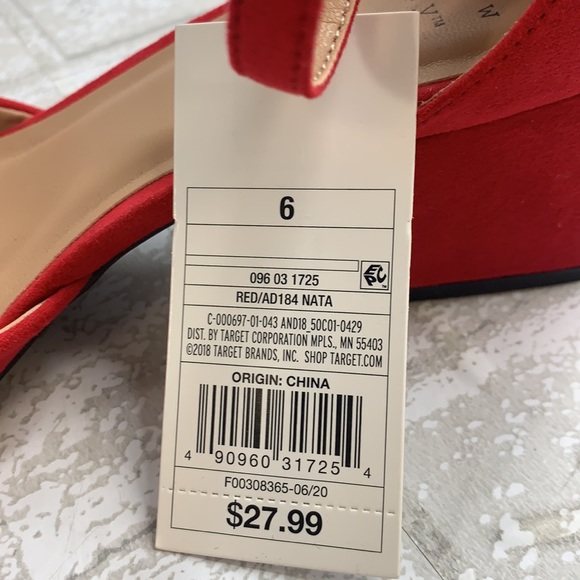 6
096 03 1725
EPC™
RED/AD184 NATA
C-000697-01-043 AND18_50C01-0429
DIST. BY TARGET CORPORATION MPLS., MN 55403
©2018 TARGET BRANDS, INC. SHOP TARGET.COM
ORIGIN: CHINA
4 90960 31725 4
F00308365-06/20
$27.99